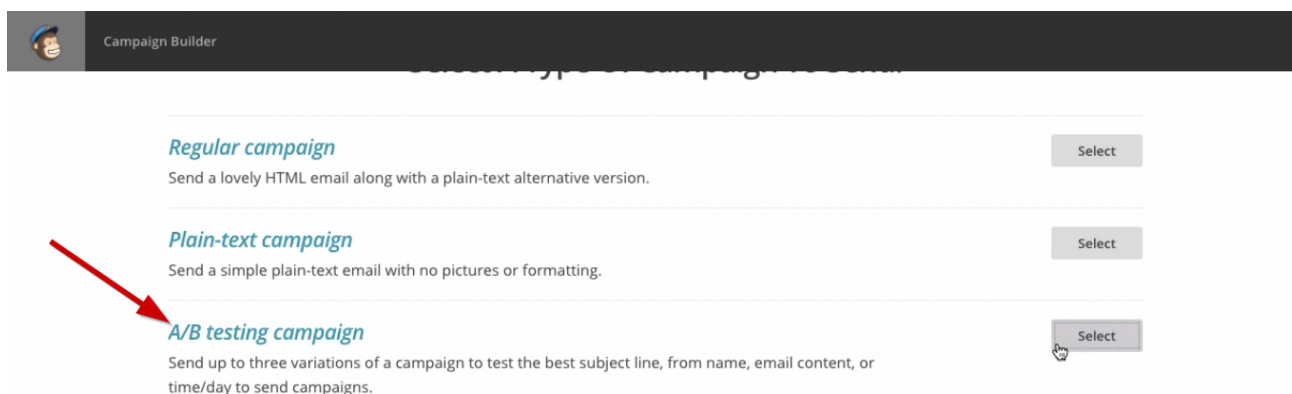 Campaign Builder
Regular campaign
Select
Send a lovely HTML email along with a plain-text alternative version.
Plain-text campaign
Select
Send a simple plain-text email with no pictures or formatting.
A/B testing campaign
Select
Send up to three variations of a campaign to test the best subject line, from name, email content, or
time/day to send campaigns.